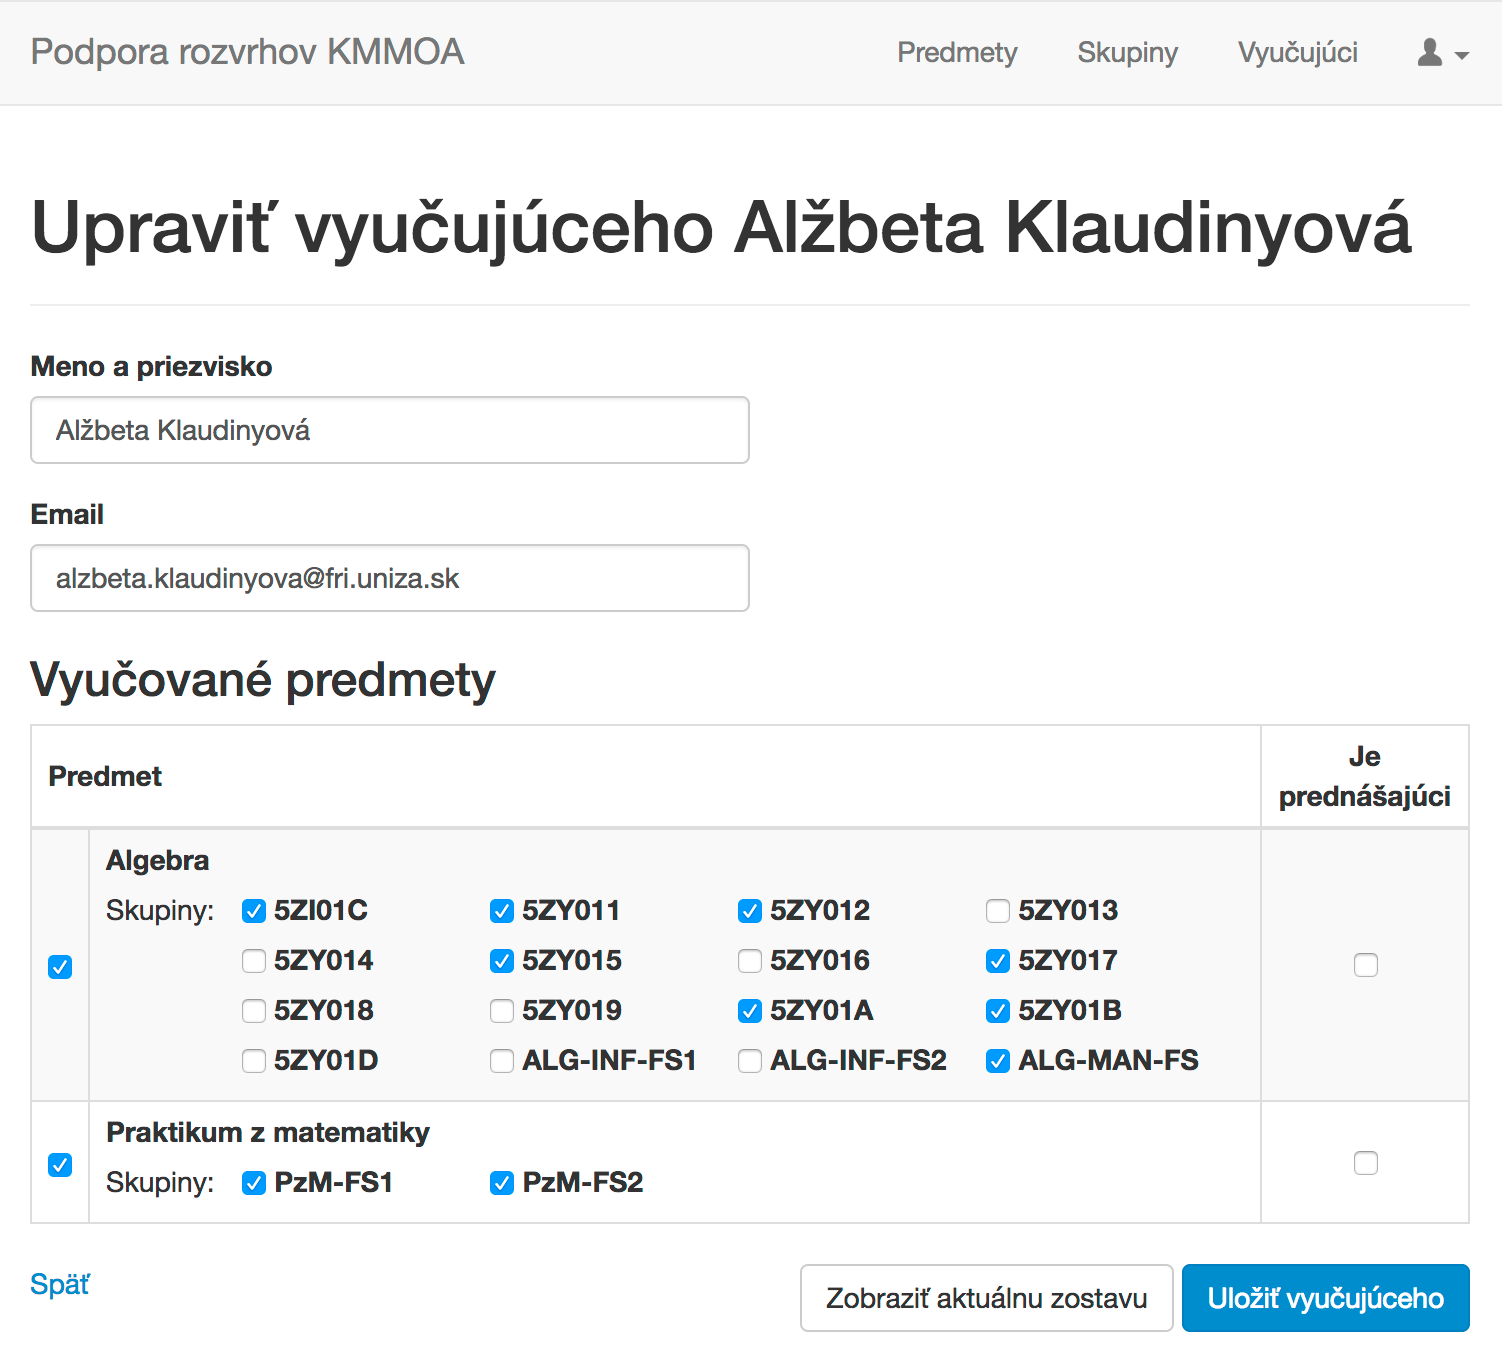 Podpora rozvrhov KMMOA Predmety Skupiny Vyučujúci
Upraviť vyučujúceho Alžbeta Klaudinyová
Meno a priezvisko
Alžbeta Klaudinyová
Email
alzbeta.klaudinyova@fri.uniza.sk
Vyučované predmety
Predmet
Je
prednášajúci
Algebra
Skupiny: 5ZI01C 5ZY011 5ZY012 5ZY013
5ZY014 5ZY015 5ZY016 5ZY017
5ZY018 5ZY019 5ZY01A 5ZY01B
5ZY01D ALG-INF-FS1 ALG-INF-FS2 ALG-MAN-FS
Praktikum z matematiky
Skupiny: PzM-FS1 PzM-FS2
Späť Zobraziť aktuálnu zostavu Uložiť vyučujúceho